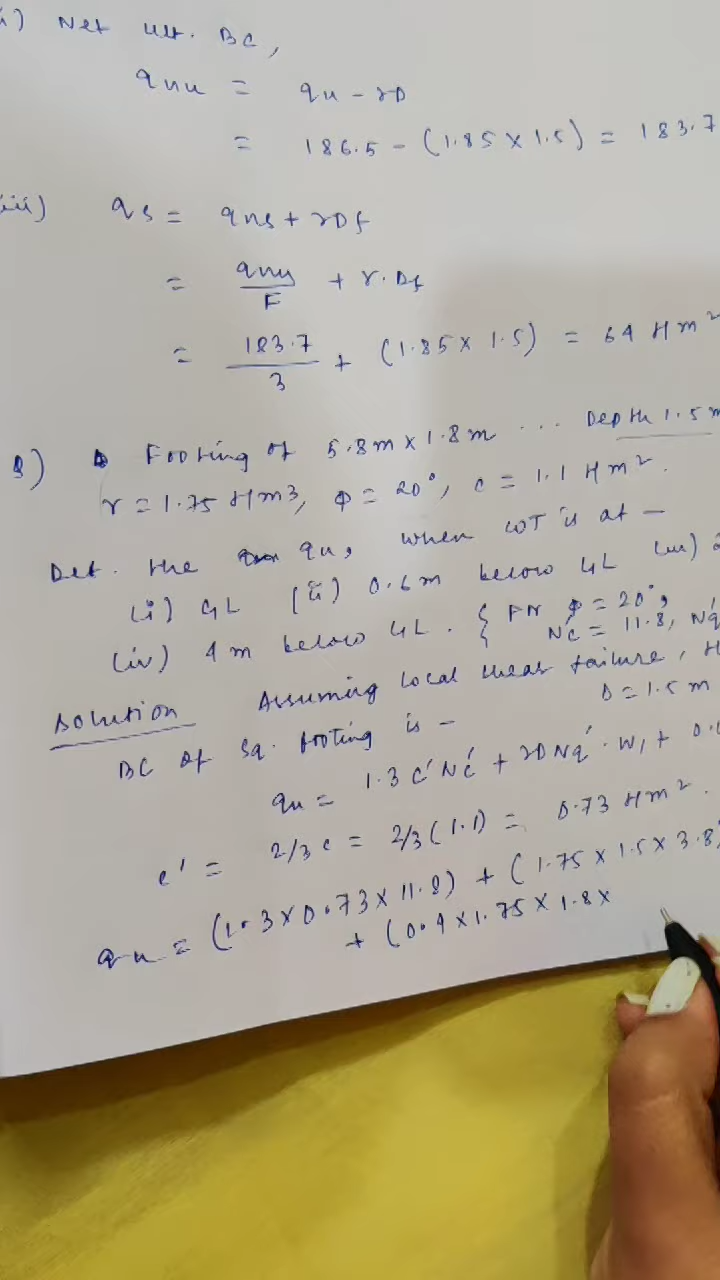 ii) Net ult. BC,
qnu = qu - γD
= 186.5 - (1.85 × 1.5) = 183.7
iii) qs = qns + γDf
= qnu/F + γ.Df
= 183.7/3 + (1.85 × 1.5) = 64 t/m²
8) Footing of 5.8m × 1.8m ... Depth 1.5m
γ = 1.75 t/m3, φ = 20°, c = 1.1 t/m².
Det. the qu, when WT is at -
(i) GL (ii) 0.6m below GL (iii)
(iv) 4m below GL. { For φ = 20°,
Nc' = 11.8, Nq'
Solution Assuming local shear failure,
D = 1.5m
BC of sq. footing is -
qu = 1.3 c' Nc' + γD Nq' . W1 +
c' = 2/3 c = 2/3 (1.1) = 0.73 t/m².
qu = (1.3 × 0.73 × 11.8) + (1.75 × 1.5 × 3.8)
+ (0.4 × 1.75 × 1.8 ×